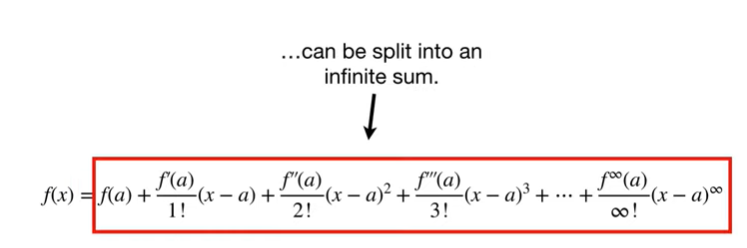 ...can be split into an
infinite sum.
f(x) = f(a) + f′(a)/1! (x − a) + f″(a)/2! (x − a)² + f‴(a)/3! (x − a)³ + ··· + f^∞(a)/∞! (x − a)^∞